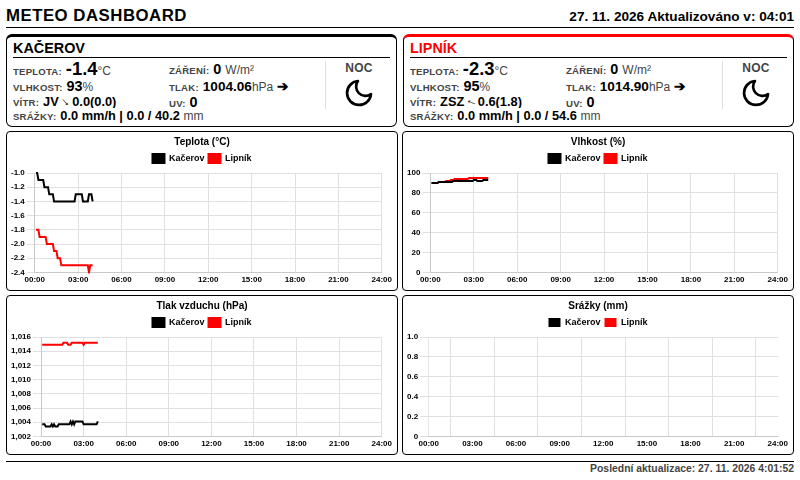 METEO DASHBOARD
27. 11. 2026 Aktualizováno v: 04:01
KAČEROV
TEPLOTA: -1.4°C
ZÁŘENÍ: 0 W/m²
NOC
VLHKOST: 93%
TLAK: 1004.06hPa ➔
VÍTR: JV → 0.0(0.0)
UV: 0
SRÁŽKY: 0.0 mm/h | 0.0 / 40.2 mm
LIPNÍK
TEPLOTA: -2.3°C
ZÁŘENÍ: 0 W/m²
NOC
VLHKOST: 95%
TLAK: 1014.90hPa ➔
VÍTR: ZSZ ← 0.6(1.8)
UV: 0
SRÁŽKY: 0.0 mm/h | 0.0 / 54.6 mm
Teplota (°C)
Kačerov Lipník
-1.0
-1.2
-1.4
-1.6
-1.8
-2.0
-2.2
-2.4
00:00 03:00 06:00 09:00 12:00 15:00 18:00 21:00 24:00
Vlhkost (%)
Kačerov Lipník
100
80
60
40
20
0
00:00 03:00 06:00 09:00 12:00 15:00 18:00 21:00 24:00
Tlak vzduchu (hPa)
Kačerov Lipník
1,016
1,014
1,012
1,010
1,008
1,006
1,004
1,002
00:00 03:00 06:00 09:00 12:00 15:00 18:00 21:00 24:00
Srážky (mm)
Kačerov Lipník
1.0
0.8
0.6
0.4
0.2
0
00:00 03:00 06:00 09:00 12:00 15:00 18:00 21:00 24:00
Poslední aktualizace: 27. 11. 2026 4:01:52